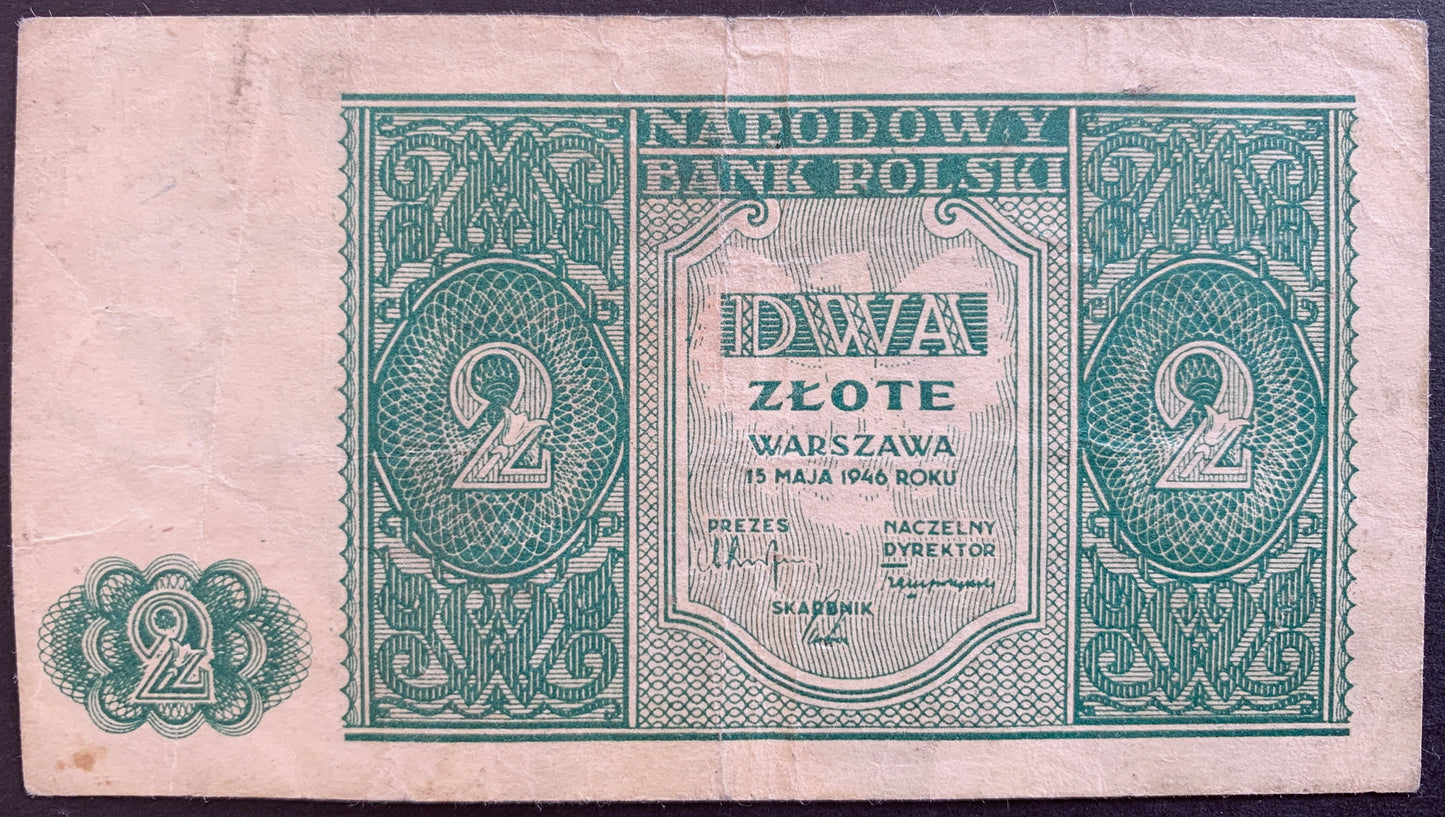 NARODOWY
BANK POLSKI
DWA
ZŁOTE
WARSZAWA
15 MAJA 1946 ROKU
PREZES
NACZELNY
DYREKTOR
SKARBNIK
2
2
2